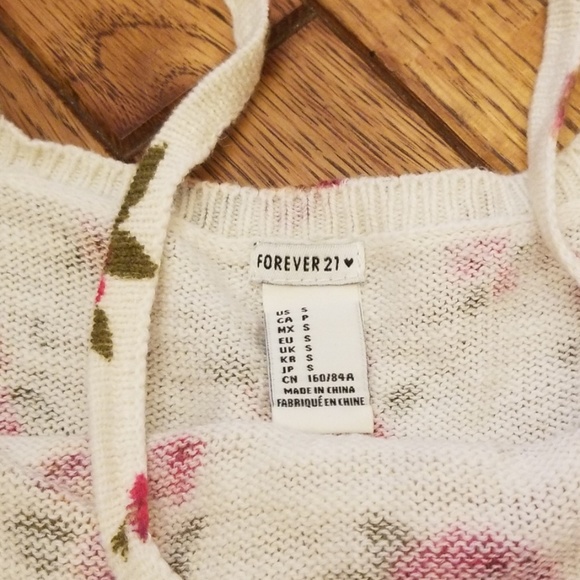 FOREVER 21 ♥
US S
CA P
MX S
EU S
UK S
KR S
JP S
CN 160/84A
MADE IN CHINA
FABRIQUÉ EN CHINE